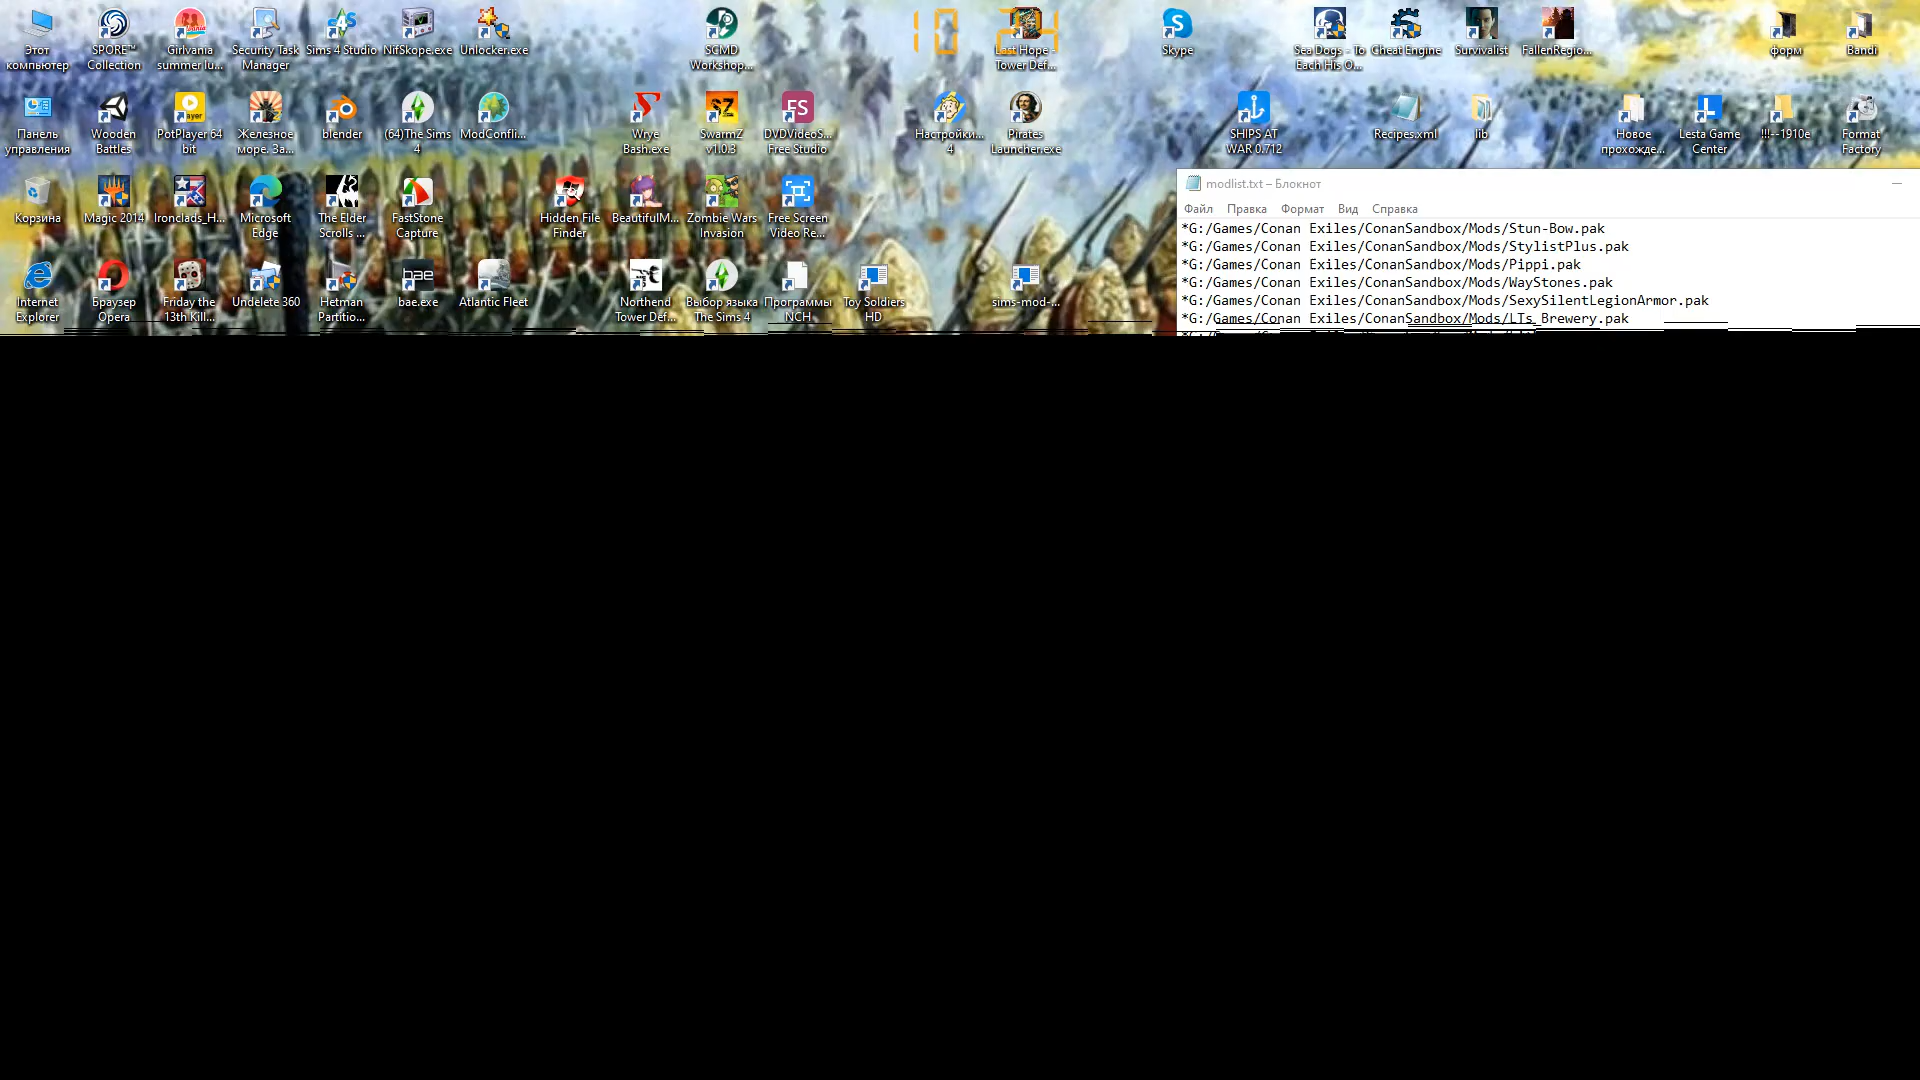 Этот
компьютер
SPORE™
Collection
Girlvania
summer lu...
Security Task
Manager
Sims 4 Studio
NifSkope.exe
Unlocker.exe
SGMD
Workshop...
10 24
Last Hope -
Tower Def...
Skype
Sea Dogs - To
Each His O...
Cheat Engine
Survivalist
FallenRegio...
форм
Bandi
Панель
управления
Wooden
Battles
PotPlayer 64
bit
Железное
море. За...
blender
(64)The Sims
4
ModConfli...
Wrye
Bash.exe
SwarmZ
v1.0.3
DVDVideoS...
Free Studio
Настройки...
4
Pirates
Launcher.exe
SHIPS AT
WAR 0.712
Recipes.xml
lib
Новое
прохожде...
Lesta Game
Center
!!!--1910e
Format
Factory
Корзина
Magic 2014
Ironclads_H...
Microsoft
Edge
The Elder
Scrolls ...
FastStone
Capture
Hidden File
Finder
BeautifulM...
Zombie Wars
Invasion
Free Screen
Video Re...
Internet
Explorer
Браузер
Opera
Friday the
13th Kill...
Undelete 360
Hetman
Partitio...
bae
bae.exe
Atlantic Fleet
Northend
Tower Def...
Выбор языка
The Sims 4
Программы
NCH
Toy Soldiers
HD
sims-mod-...
modlist.txt – Блокнот
Файл Правка Формат Вид Справка
*G:/Games/Conan Exiles/ConanSandbox/Mods/Stun-Bow.pak
*G:/Games/Conan Exiles/ConanSandbox/Mods/StylistPlus.pak
*G:/Games/Conan Exiles/ConanSandbox/Mods/Pippi.pak
*G:/Games/Conan Exiles/ConanSandbox/Mods/WayStones.pak
*G:/Games/Conan Exiles/ConanSandbox/Mods/SexySilentLegionArmor.pak
*G:/Games/Conan Exiles/ConanSandbox/Mods/LTs_Brewery.pak